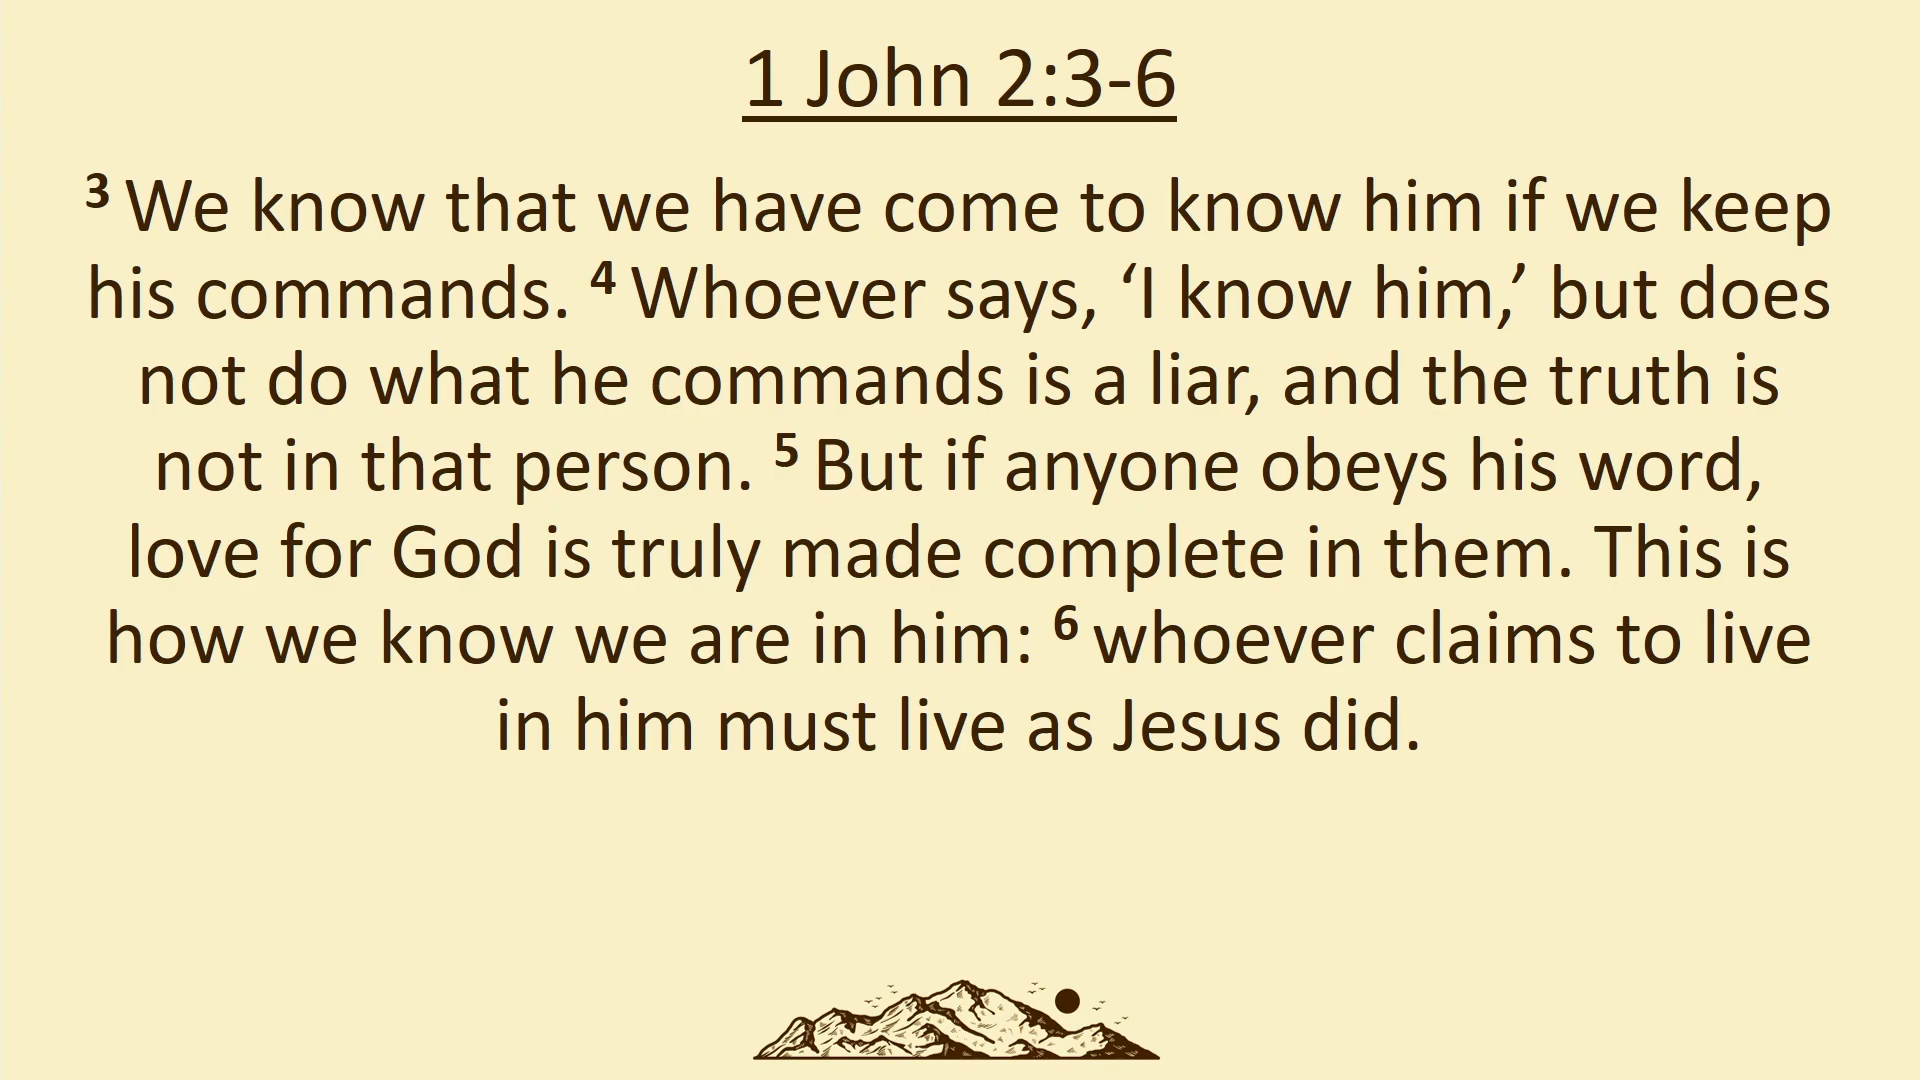 1 John 2:3-6
³ We know that we have come to know him if we keep
his commands. ⁴ Whoever says, ‘I know him,’ but does
not do what he commands is a liar, and the truth is
not in that person. ⁵ But if anyone obeys his word,
love for God is truly made complete in them. This is
how we know we are in him: ⁶ whoever claims to live
in him must live as Jesus did.